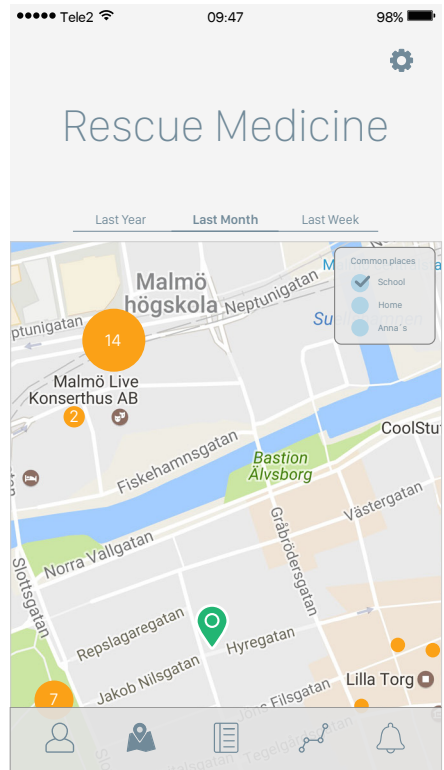 Tele2
09:47
98%
Rescue Medicine
Last Year
Last Month
Last Week
Common places
School
Home
Anna´s
Malmö
högskola
Neptunigatan
ptunigatan
14
Malmö Live
Konserthus AB
2
CoolStu
Fiskehamnsgatan
Bastion
Älvsborg
Västergatan
Norra Vallgatan
Gråbrödersgatan
Slottsgatan
Repslagaregatan
Hyregatan
Jakob Nilsgatan
Lilla Torg
7
Jöns Filsgatan
Tegelgårdsgatan